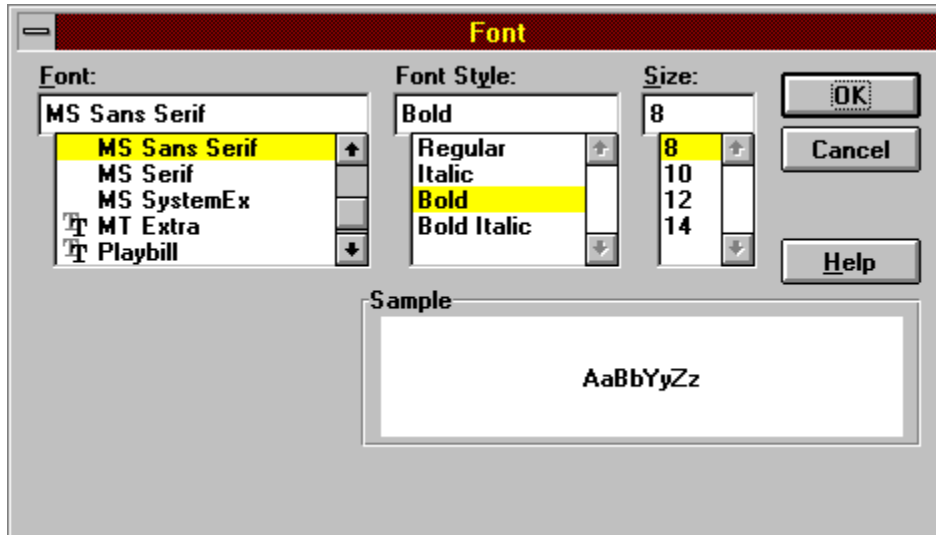 Font
Font:
MS Sans Serif
MS Sans Serif
MS Serif
MS SystemEx
MT Extra
Playbill
Font Style:
Bold
Regular
Italic
Bold
Bold Italic
Size:
8
8
10
12
14
OK
Cancel
Help
Sample
AaBbYyZz